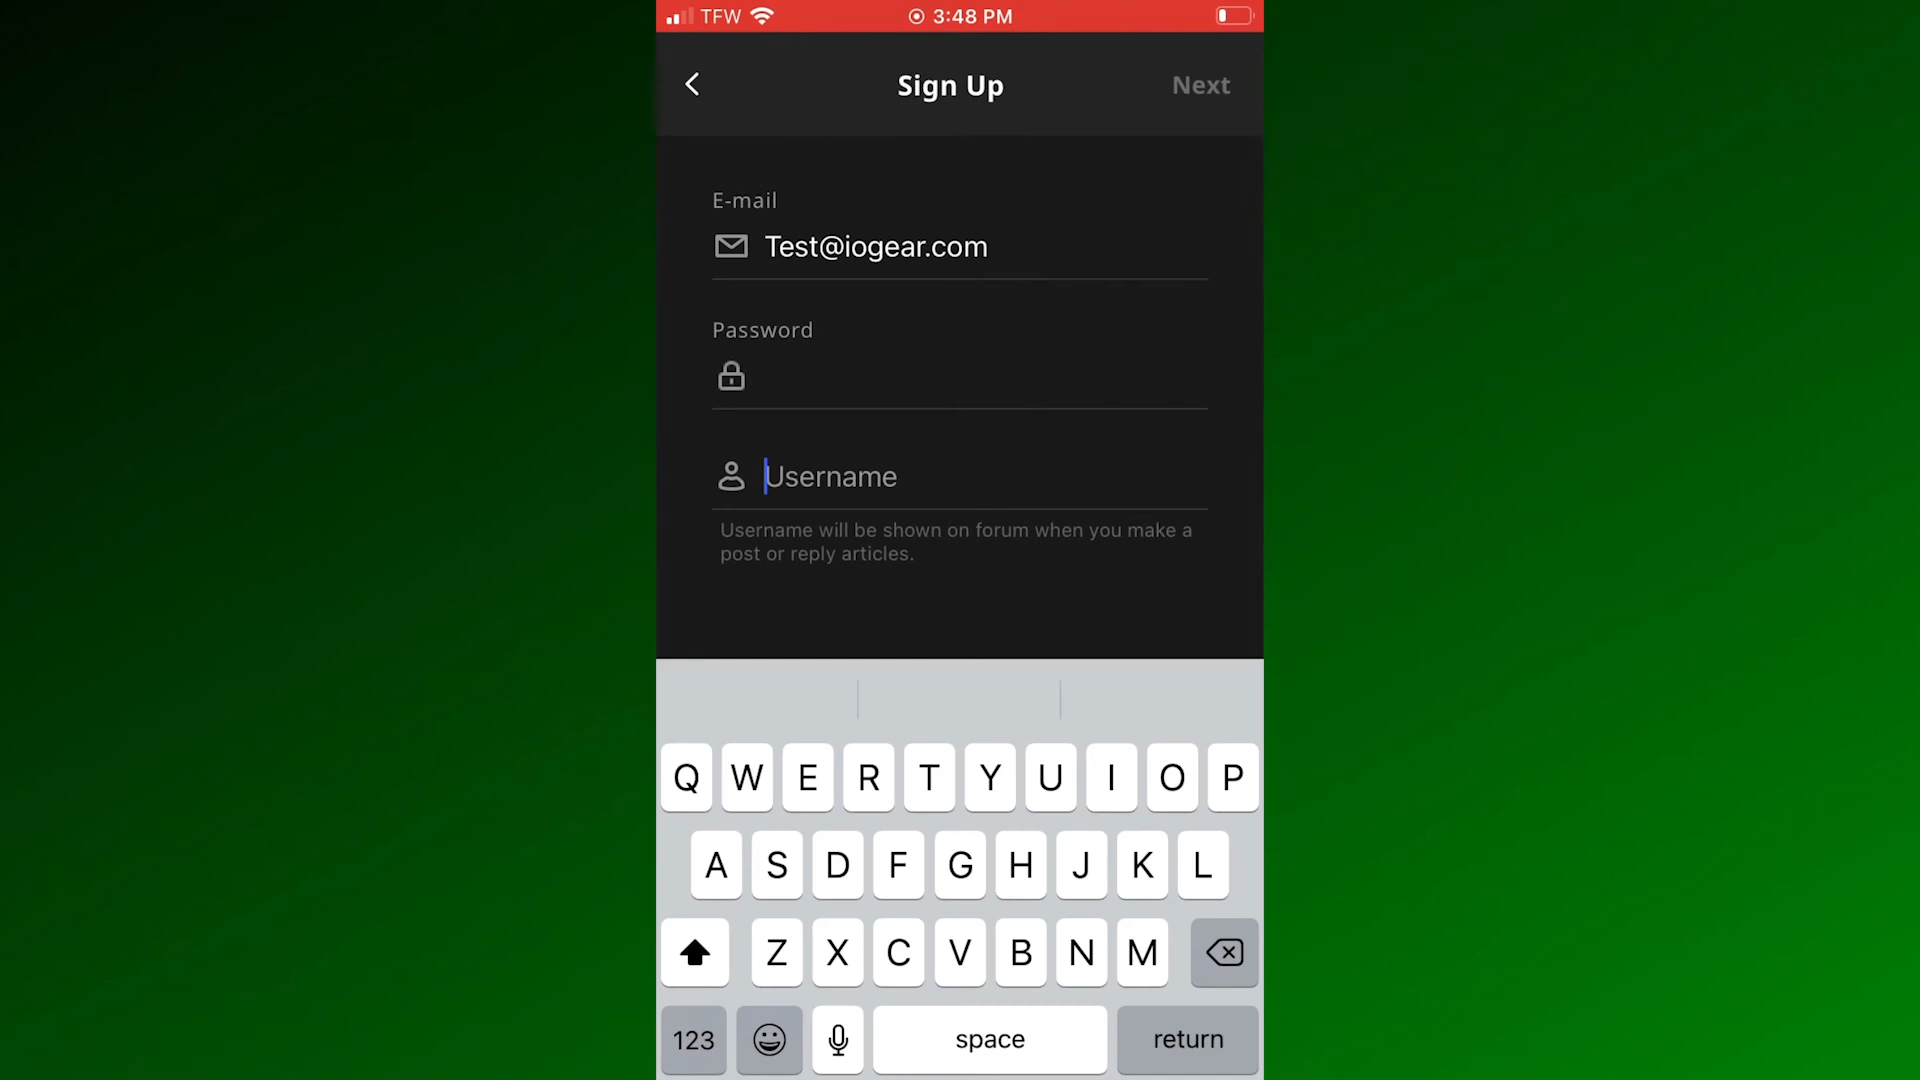 TFW 3:48 PM
Sign Up Next
E-mail
Test@iogear.com
Password
Username
Username will be shown on forum when you make a
post or reply articles.
Q W E R T Y U I O P
A S D F G H J K L
Z X C V B N M
123 space return